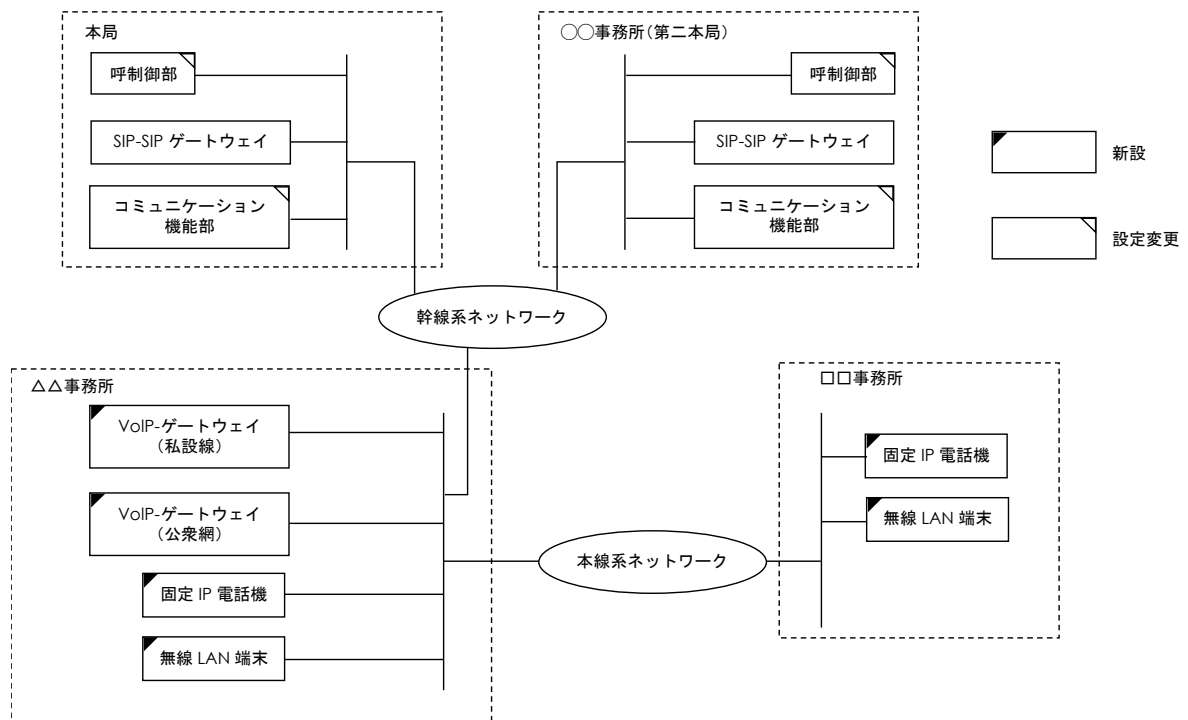 本局
呼制御部
SIP-SIP ゲートウェイ
コミュニケーション
機能部
○○事務所(第二本局)
呼制御部
SIP-SIP ゲートウェイ
コミュニケーション
機能部
新設
設定変更
幹線系ネットワーク
△△事務所
VoIP-ゲートウェイ
(私設線)
VoIP-ゲートウェイ
(公衆網)
固定 IP 電話機
無線 LAN 端末
本線系ネットワーク
□□事務所
固定 IP 電話機
無線 LAN 端末